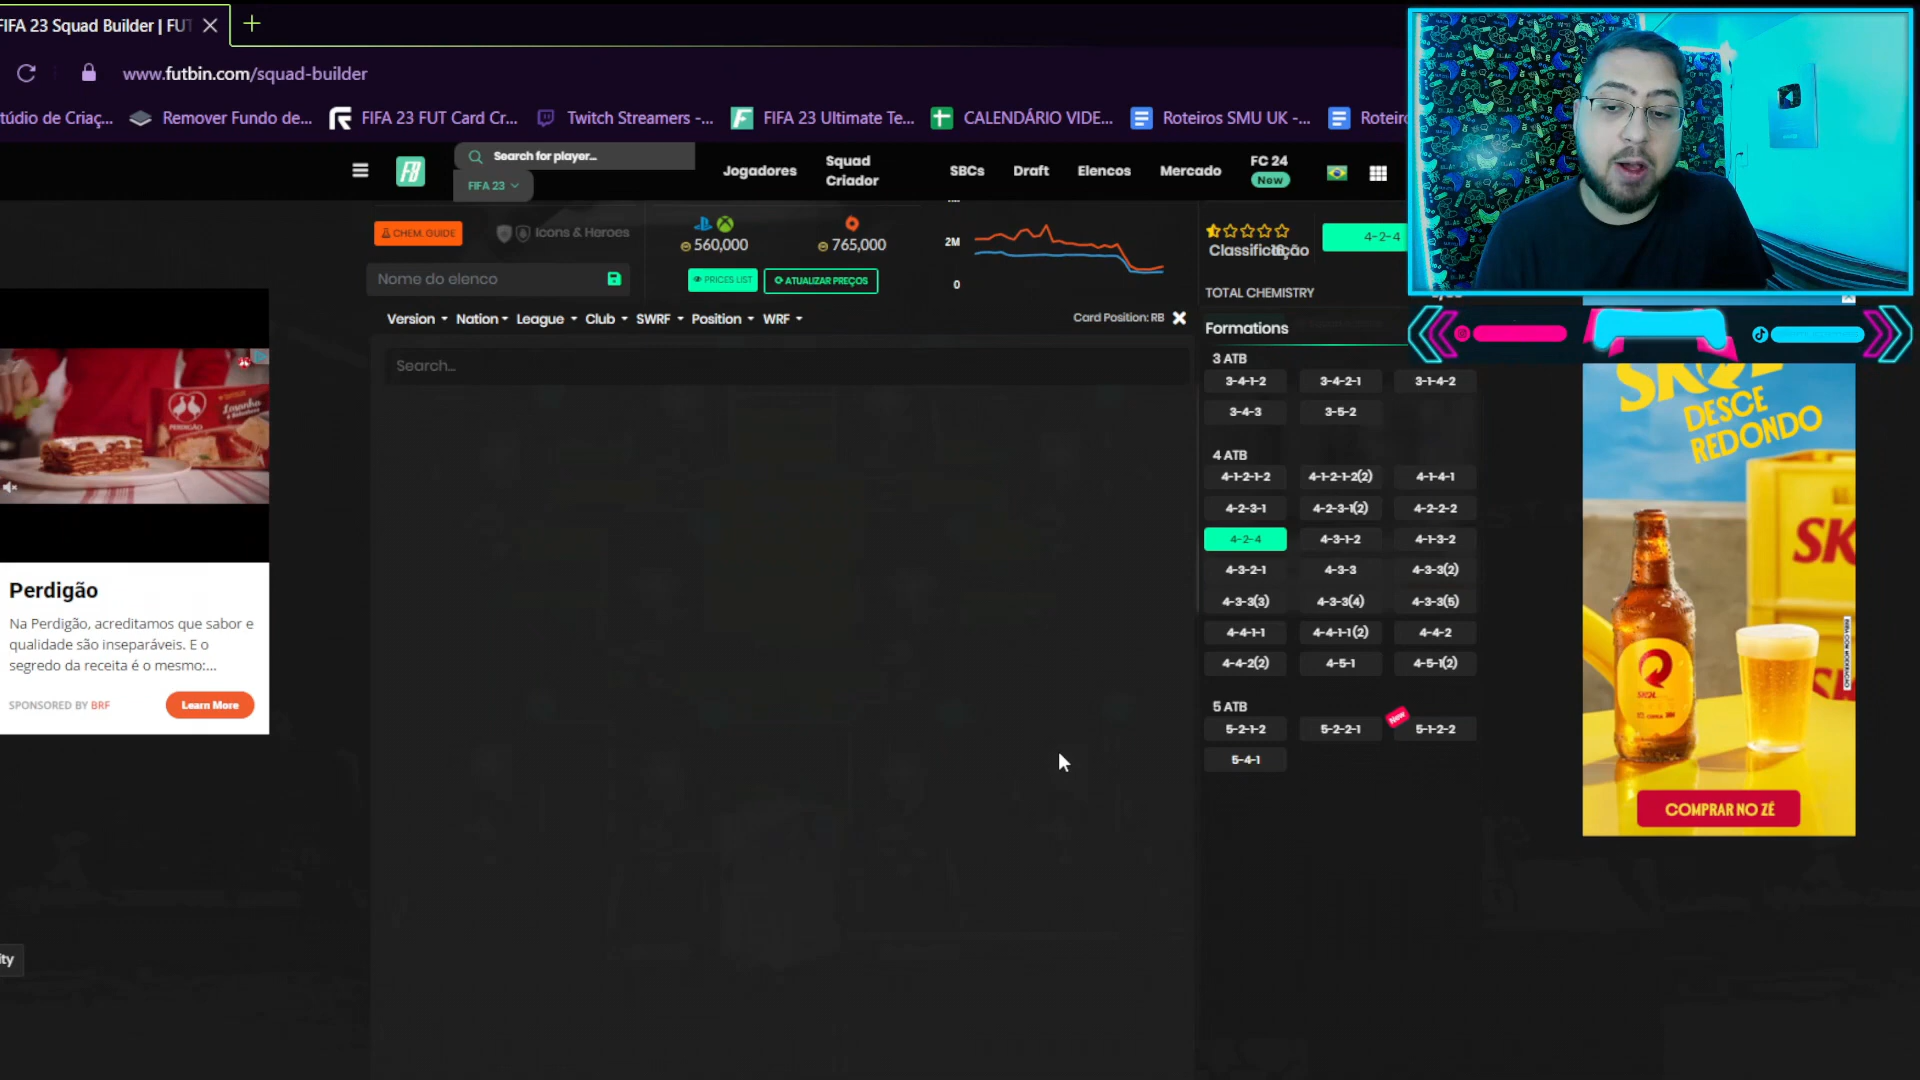 FIFA 23 Squad Builder | FUT
www.futbin.com/squad-builder
túdio de Criaç...
Remover Fundo de...
FIFA 23 FUT Card Cr...
Twitch Streamers -...
FIFA 23 Ultimate Te...
CALENDÁRIO VIDE...
Roteiros SMU UK -...
Roteiro
Search for player...
FIFA 23
Jogadores
Squad
Criador
SBCs
Draft
Elencos
Mercado
FC 24
New
CHEM. GUIDE
Icons & Heroes
560,000
765,000
PRICES LIST
ATUALIZAR PREÇOS
Nome do elenco
2M
0
Classificação
4-2-4
TOTAL CHEMISTRY
Version
Nation
League
Club
SWRF
Position
WRF
Card Position: RB
Search...
Formations
3 ATB
3-4-1-2
3-4-2-1
3-1-4-2
3-4-3
3-5-2
4 ATB
4-1-2-1-2
4-1-2-1-2(2)
4-1-4-1
4-2-3-1
4-2-3-1(2)
4-2-2-2
4-2-4
4-3-1-2
4-1-3-2
4-3-2-1
4-3-3
4-3-3(2)
4-3-3(3)
4-3-3(4)
4-3-3(5)
4-4-1-1
4-4-1-1(2)
4-4-2
4-4-2(2)
4-5-1
4-5-1(2)
5 ATB
5-2-1-2
5-2-2-1
New
5-1-2-2
5-4-1
Lasanha
PERDIGÃO
Perdigão
Na Perdigão, acreditamos que sabor e
qualidade são inseparáveis. E o
segredo da receita é o mesmo:...
SPONSORED BY BRF
Learn More
ity
SKOL
DESCE
REDONDO
SK
SKOL
COMPRAR NO ZÉ